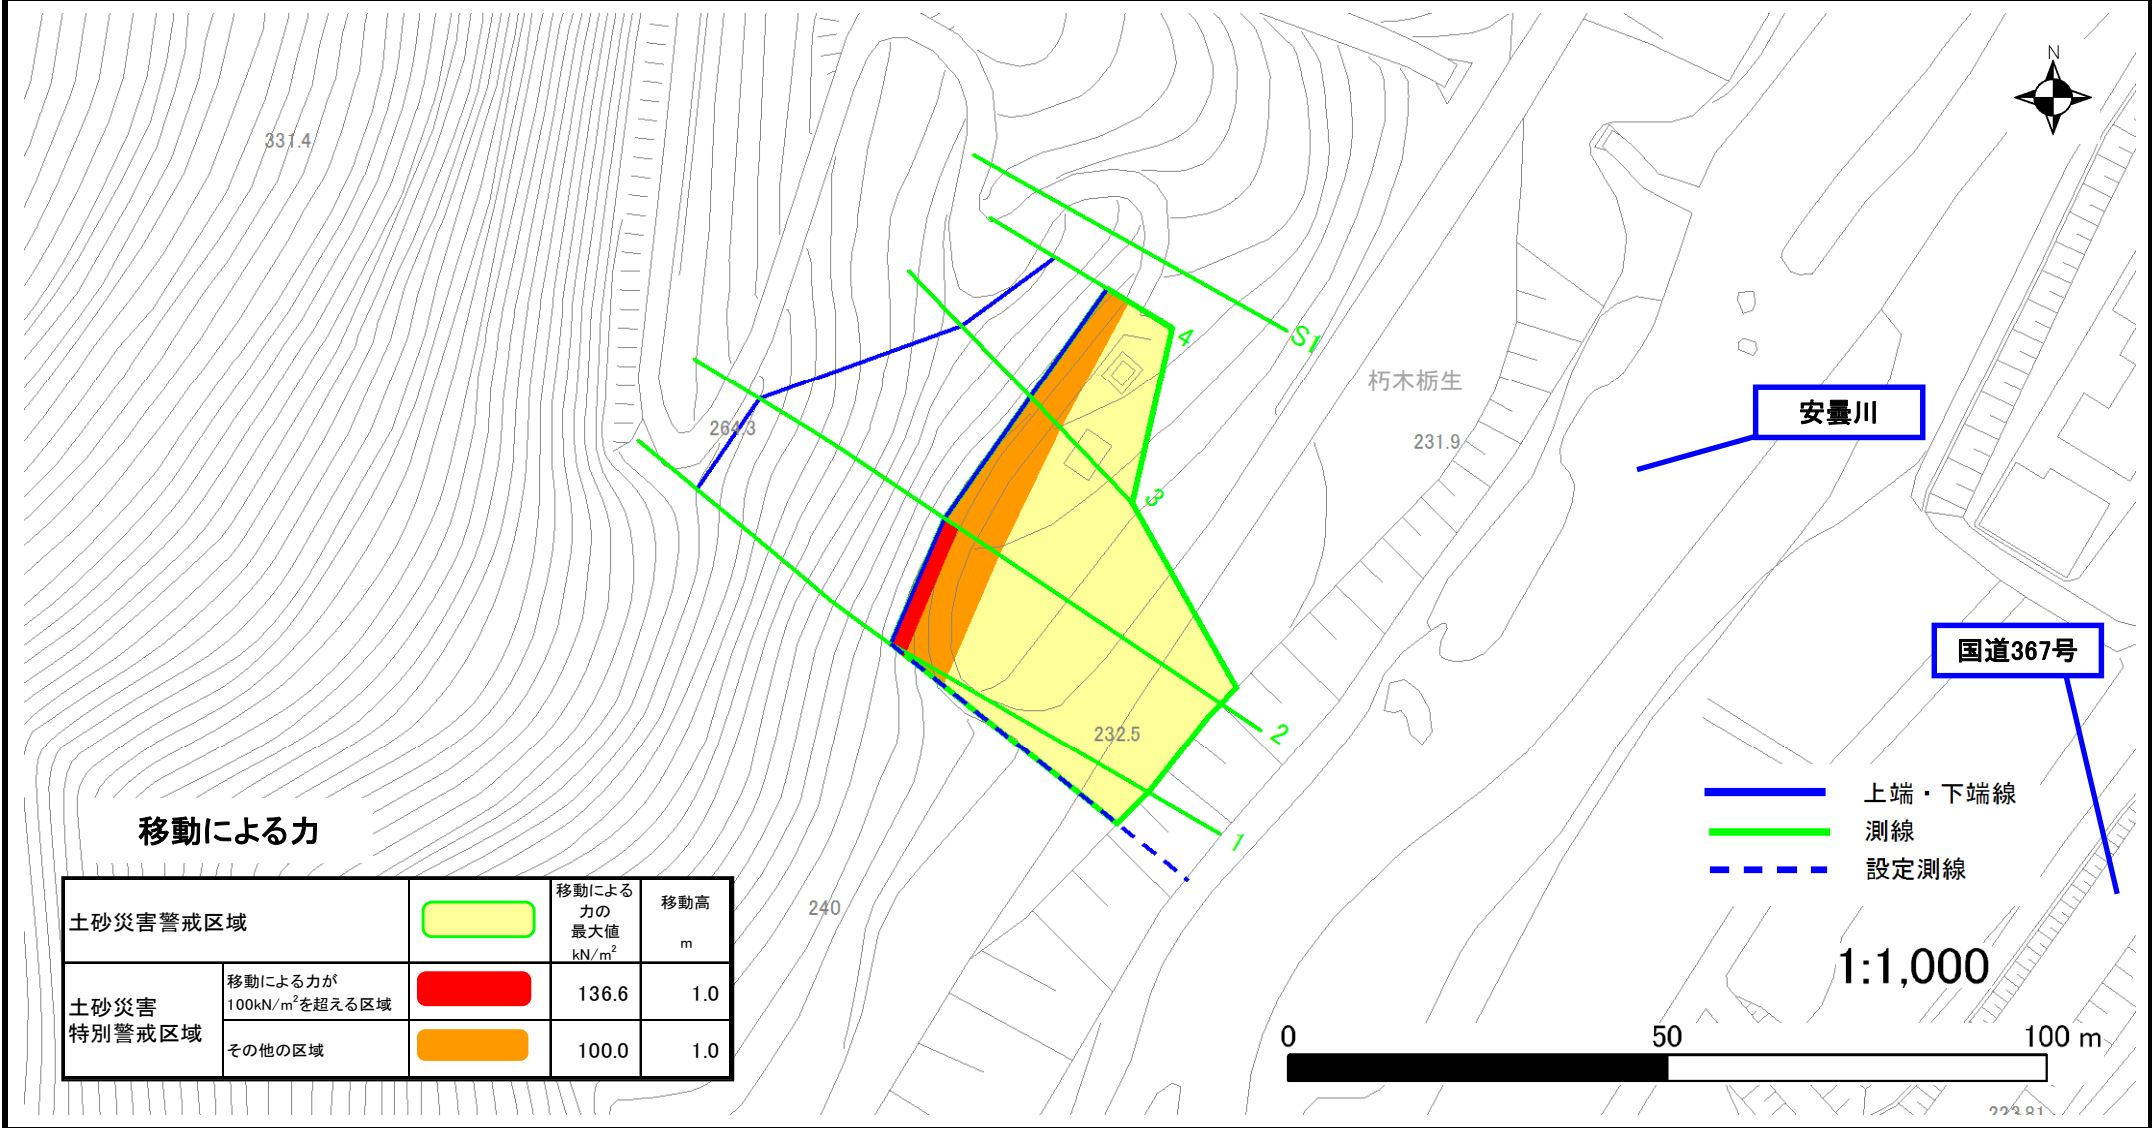 N
331.4
S1
4
朽木栃生
安曇川
264.3
231.9
3
国道367号
2
232.5
1
上端・下端線
測線
設定測線
移動による力
240
1:1,000
0 50 100 m
223.81
土砂災害警戒区域
移動による
力の
最大値
kN/m²
移動高
m
土砂災害
特別警戒区域
移動による力が
100kN/m²を超える区域
136.6 1.0
その他の区域
100.0 1.0